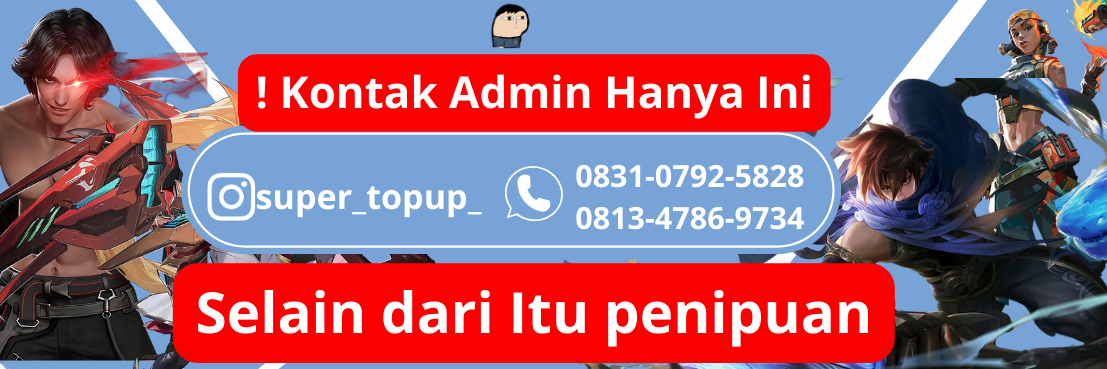 ! Kontak Admin Hanya Ini
super_topup_
0831-0792-5828
0813-4786-9734
Selain dari Itu penipuan